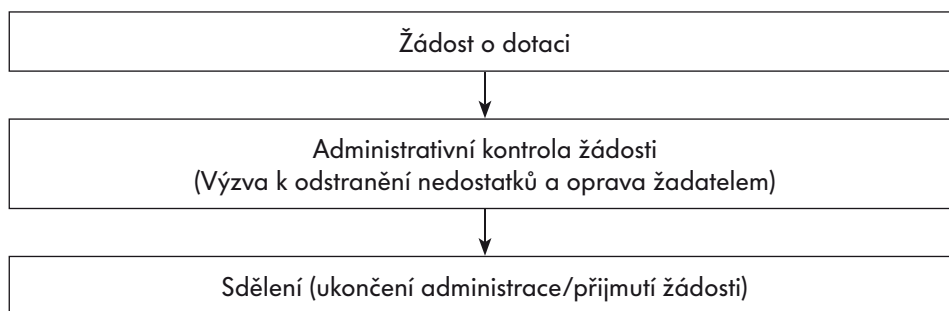 Žádost o dotaci
Administrativní kontrola žádosti
(Výzva k odstranění nedostatků a oprava žadatelem)
Sdělení (ukončení administrace/přijmutí žádosti)